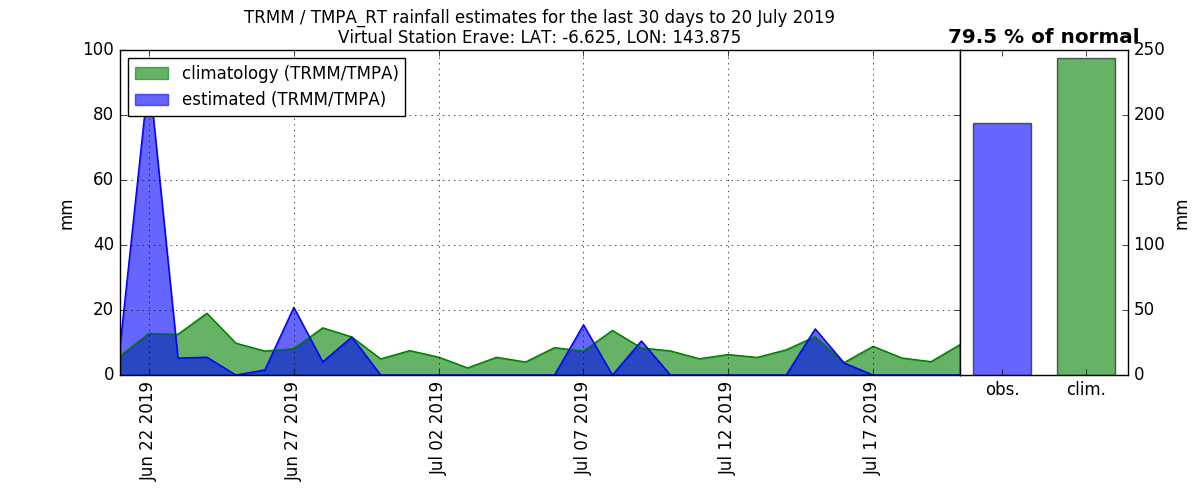 TRMM / TMPA_RT rainfall estimates for the last 30 days to 20 July 2019
Virtual Station Erave: LAT: -6.625, LON: 143.875
79.5 % of normal
climatology (TRMM/TMPA)
estimated (TRMM/TMPA)
100
80
60
40
20
0
mm
Jun 22 2019
Jun 27 2019
Jul 02 2019
Jul 07 2019
Jul 12 2019
Jul 17 2019
250
200
150
100
50
0
mm
obs.
clim.